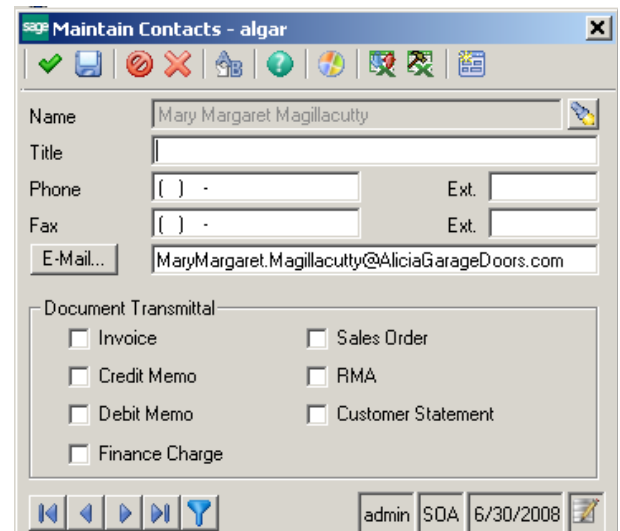 sage Maintain Contacts - algar
Name Mary Margaret Magillacutty
Title
Phone ( ) - Ext.
Fax ( ) - Ext.
E-Mail... MaryMargaret.Magillacutty@AliciaGarageDoors.com
Document Transmittal
Invoice Sales Order
Credit Memo RMA
Debit Memo Customer Statement
Finance Charge
admin SOA 6/30/2008